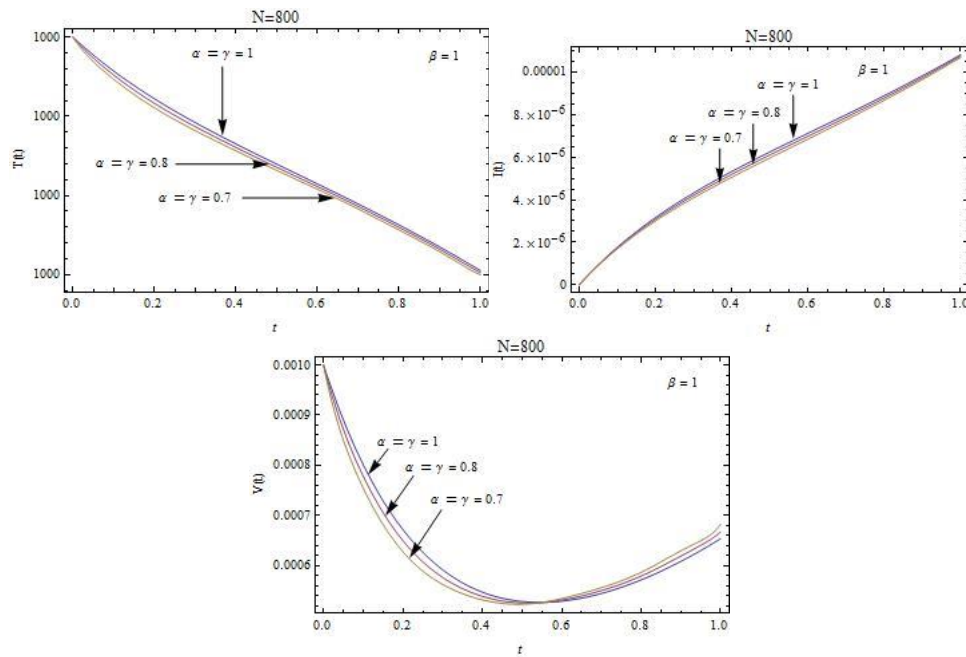 N=800
1000
α = γ = 1
β = 1
1000
T(t)
α = γ = 0.8
1000
α = γ = 0.7
1000
0.0 0.2 0.4 0.6 0.8 1.0
t
N=800
0.00001
β = 1
α = γ = 1
8.×10⁻⁶
α = γ = 0.8
α = γ = 0.7
6.×10⁻⁶
I(t)
4.×10⁻⁶
2.×10⁻⁶
0
0.0 0.2 0.4 0.6 0.8 1.0
t
N=800
0.0010
β = 1
0.0009
α = γ = 1
0.0008
α = γ = 0.8
V(t)
α = γ = 0.7
0.0007
0.0006
0.0 0.2 0.4 0.6 0.8 1.0
t